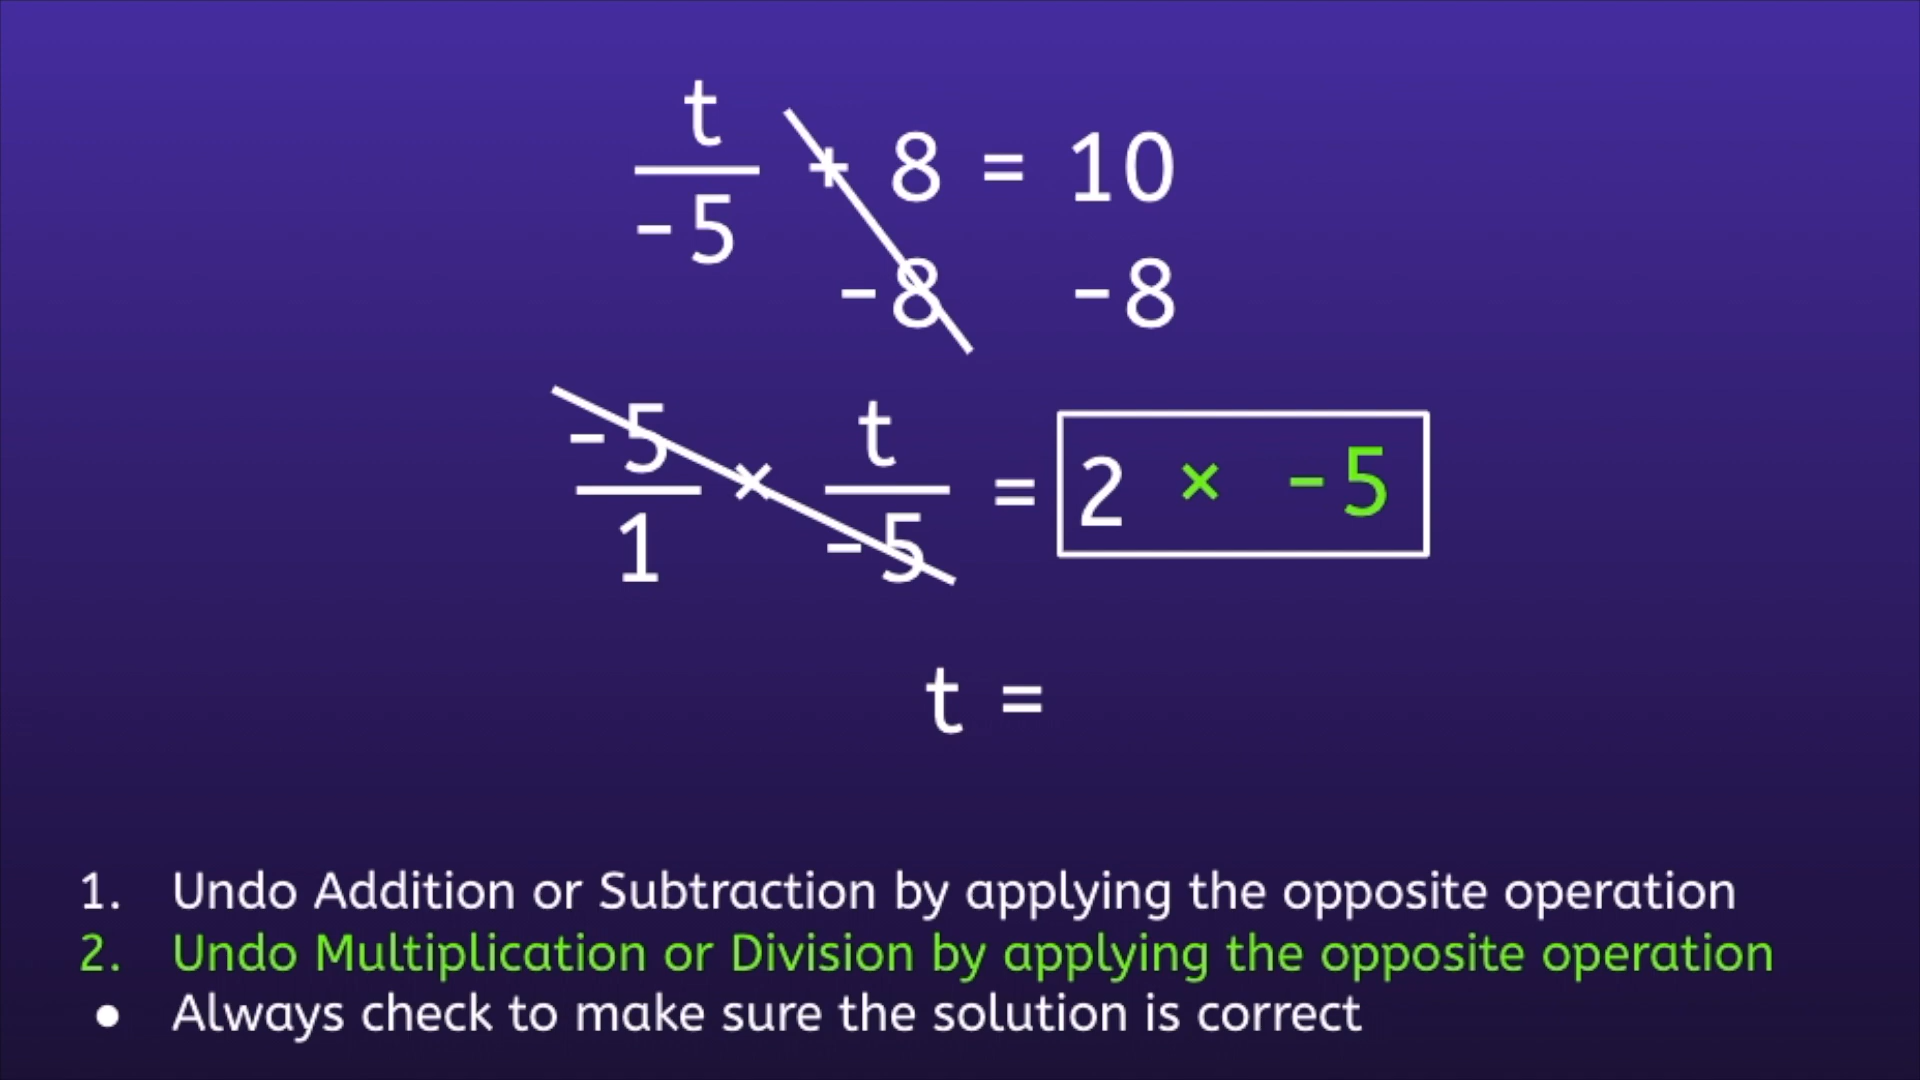 t
+ 8 = 10
-5
-8 -8
-5 t
× = 2 × -5
1 -5
t =
1. Undo Addition or Subtraction by applying the opposite operation
2. Undo Multiplication or Division by applying the opposite operation
● Always check to make sure the solution is correct